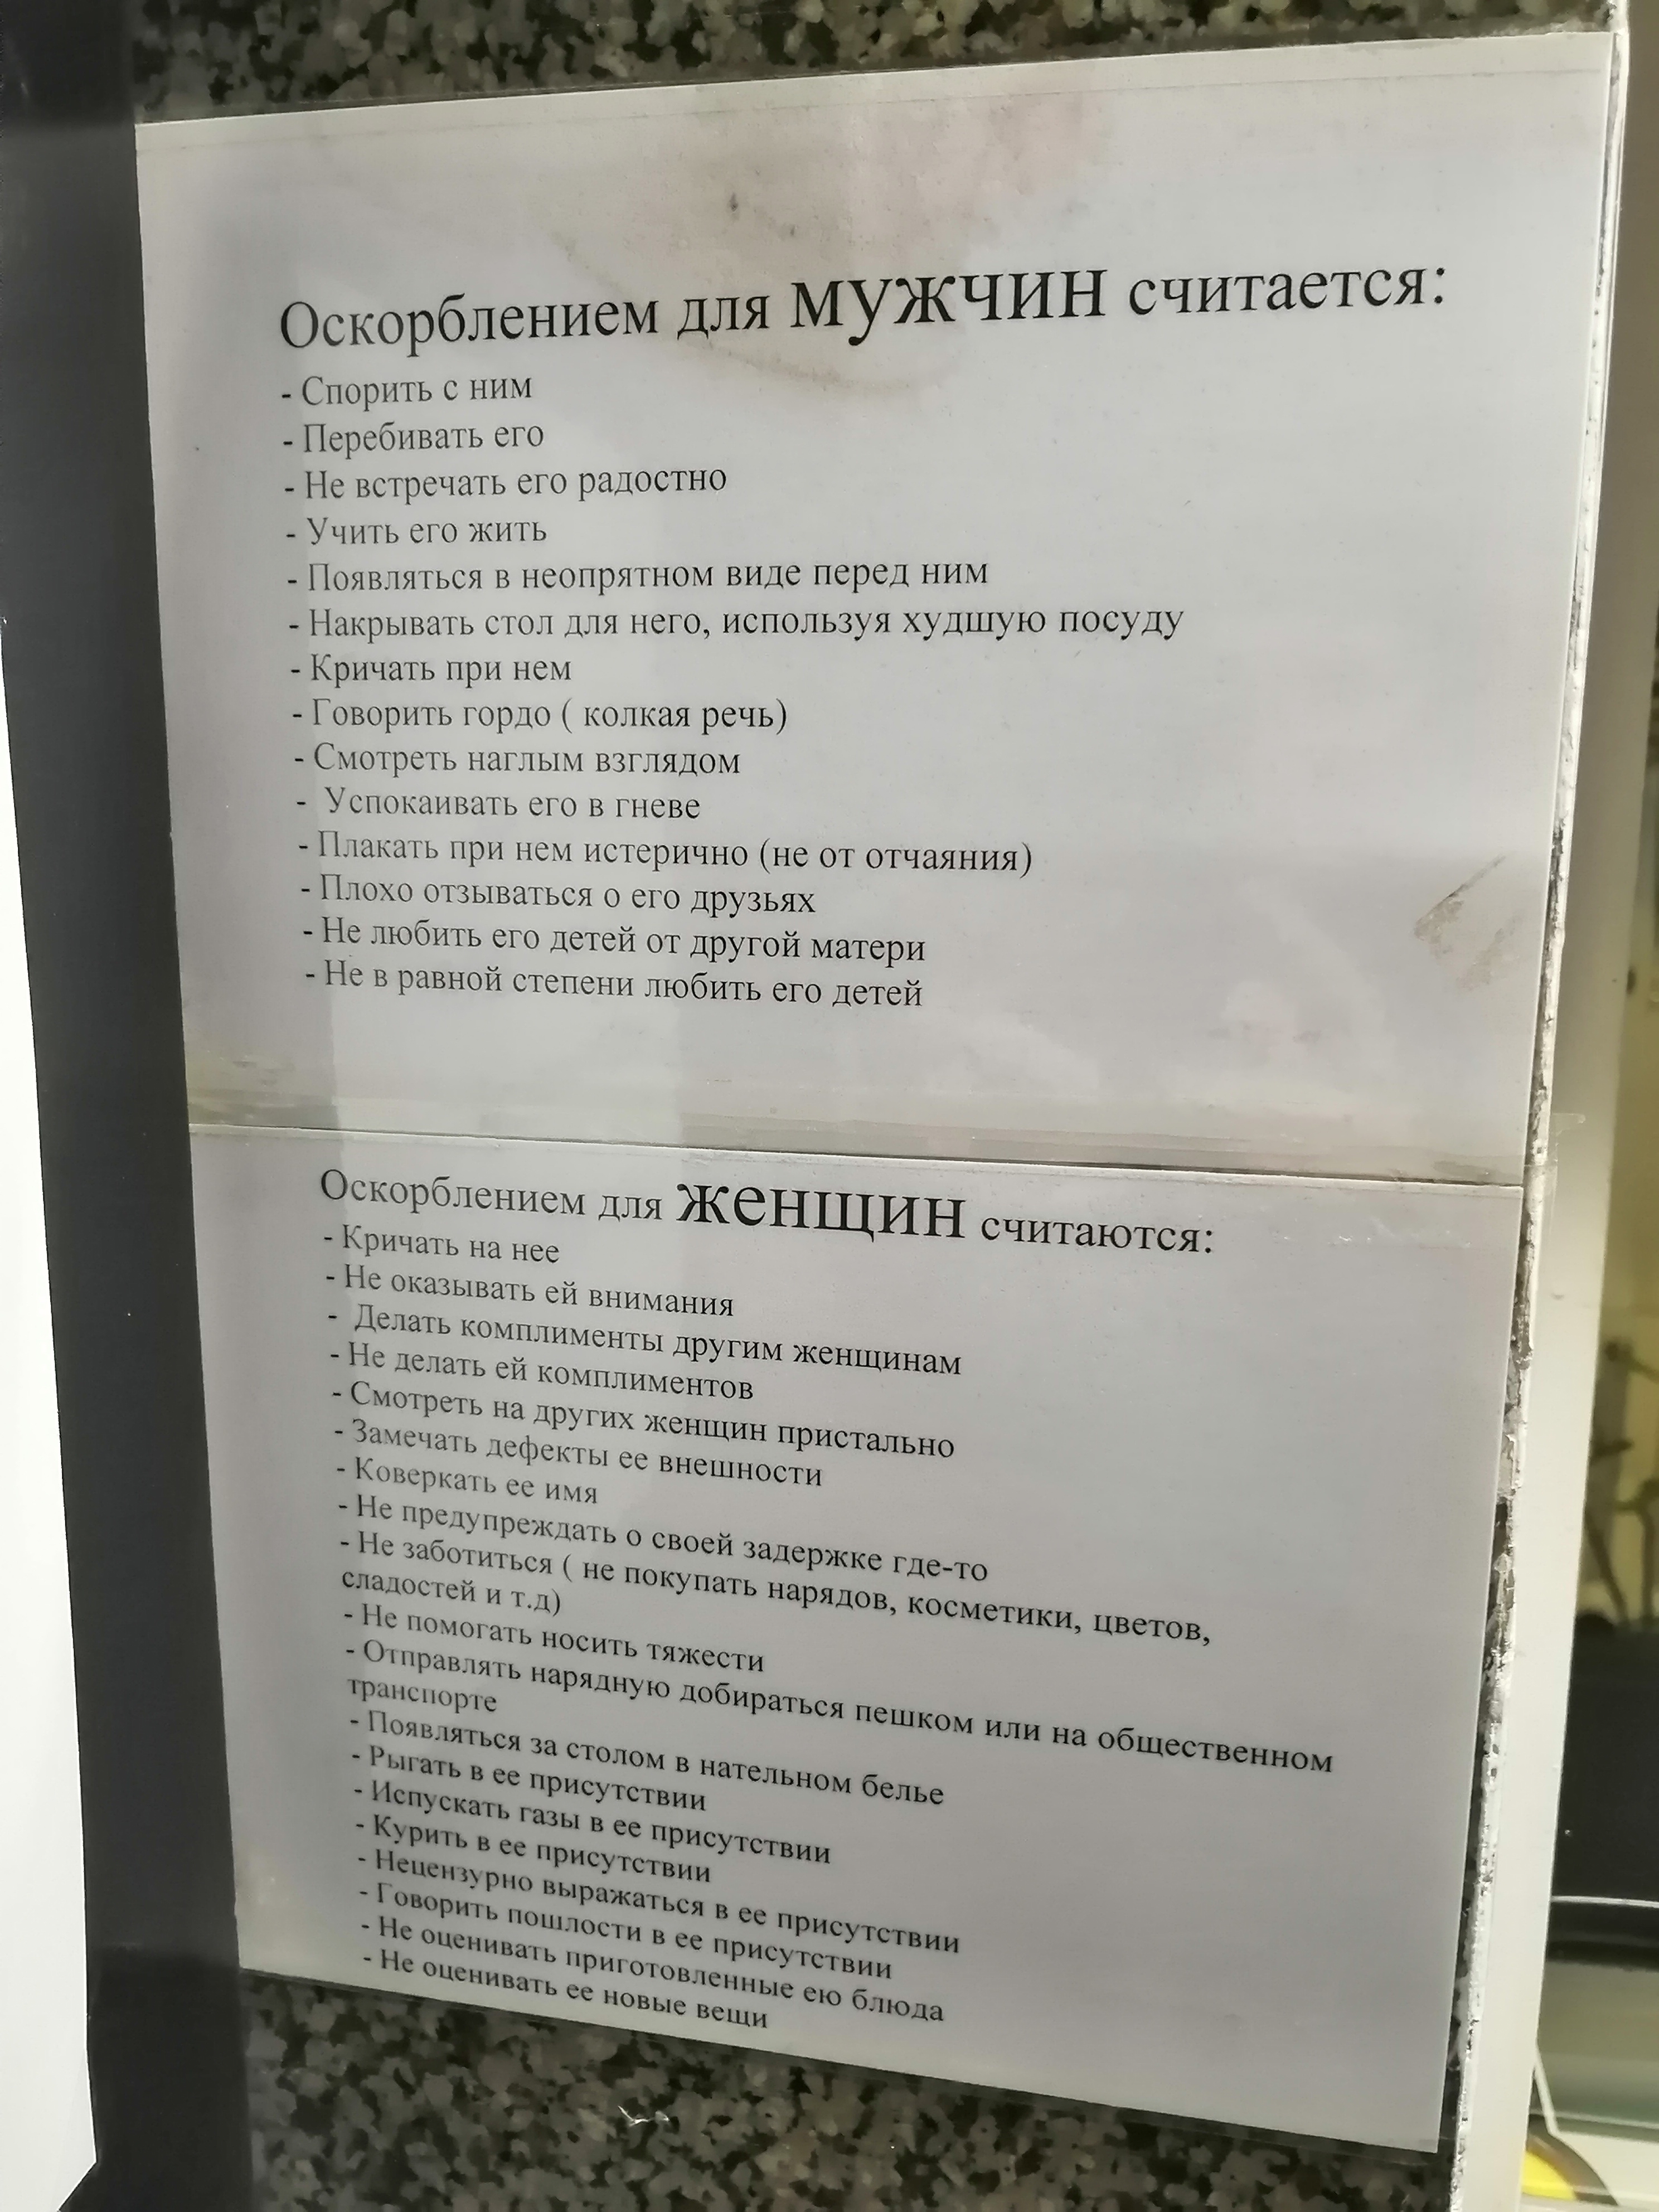 Оскорблением для мужчин считается:
- Спорить с ним
- Перебивать его
- Не встречать его радостно
- Учить его жить
- Появляться в неопрятном виде перед ним
- Накрывать стол для него, используя худшую посуду
- Кричать при нем
- Говорить гордо ( колкая речь)
- Смотреть наглым взглядом
- Успокаивать его в гневе
- Плакать при нем истерично (не от отчаяния)
- Плохо отзываться о его друзьях
- Не любить его детей от другой матери
- Не в равной степени любить его детей
Оскорблением для женщин считаются:
- Кричать на нее
- Не оказывать ей внимания
- Делать комплименты другим женщинам
- Не делать ей комплиментов
- Смотреть на других женщин пристально
- Замечать дефекты ее внешности
- Коверкать ее имя
- Не предупреждать о своей задержке где-то
- Не заботиться ( не покупать нарядов, косметики, цветов,
сладостей и т.д)
- Не помогать носить тяжести
- Отправлять нарядную добираться пешком или на общественном
транспорте
- Появляться за столом в нательном белье
- Рыгать в ее присутствии
- Испускать газы в ее присутствии
- Курить в ее присутствии
- Нецензурно выражаться в ее присутствии
- Говорить пошлости в ее присутствии
- Не оценивать приготовленные ею блюда
- Не оценивать ее новые вещи